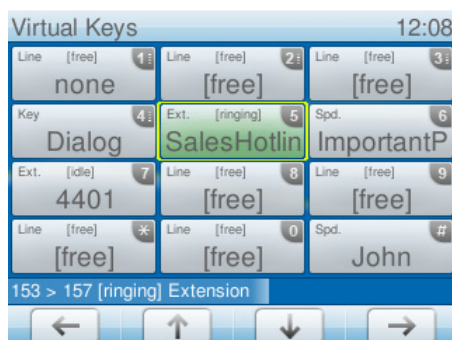 Virtual Keys 12:08
Line [free] 1 Line [free] 2 Line [free] 3
none [free] [free]
Key 4 Ext. [ringing] 5 Spd. 6
Dialog SalesHotlin ImportantP
Ext. [idle] 7 Line [free] 8 Line [free] 9
4401 [free] [free]
Line [free] * Line [free] 0 Spd. #
[free] [free] John
153 > 157 [ringing] Extension